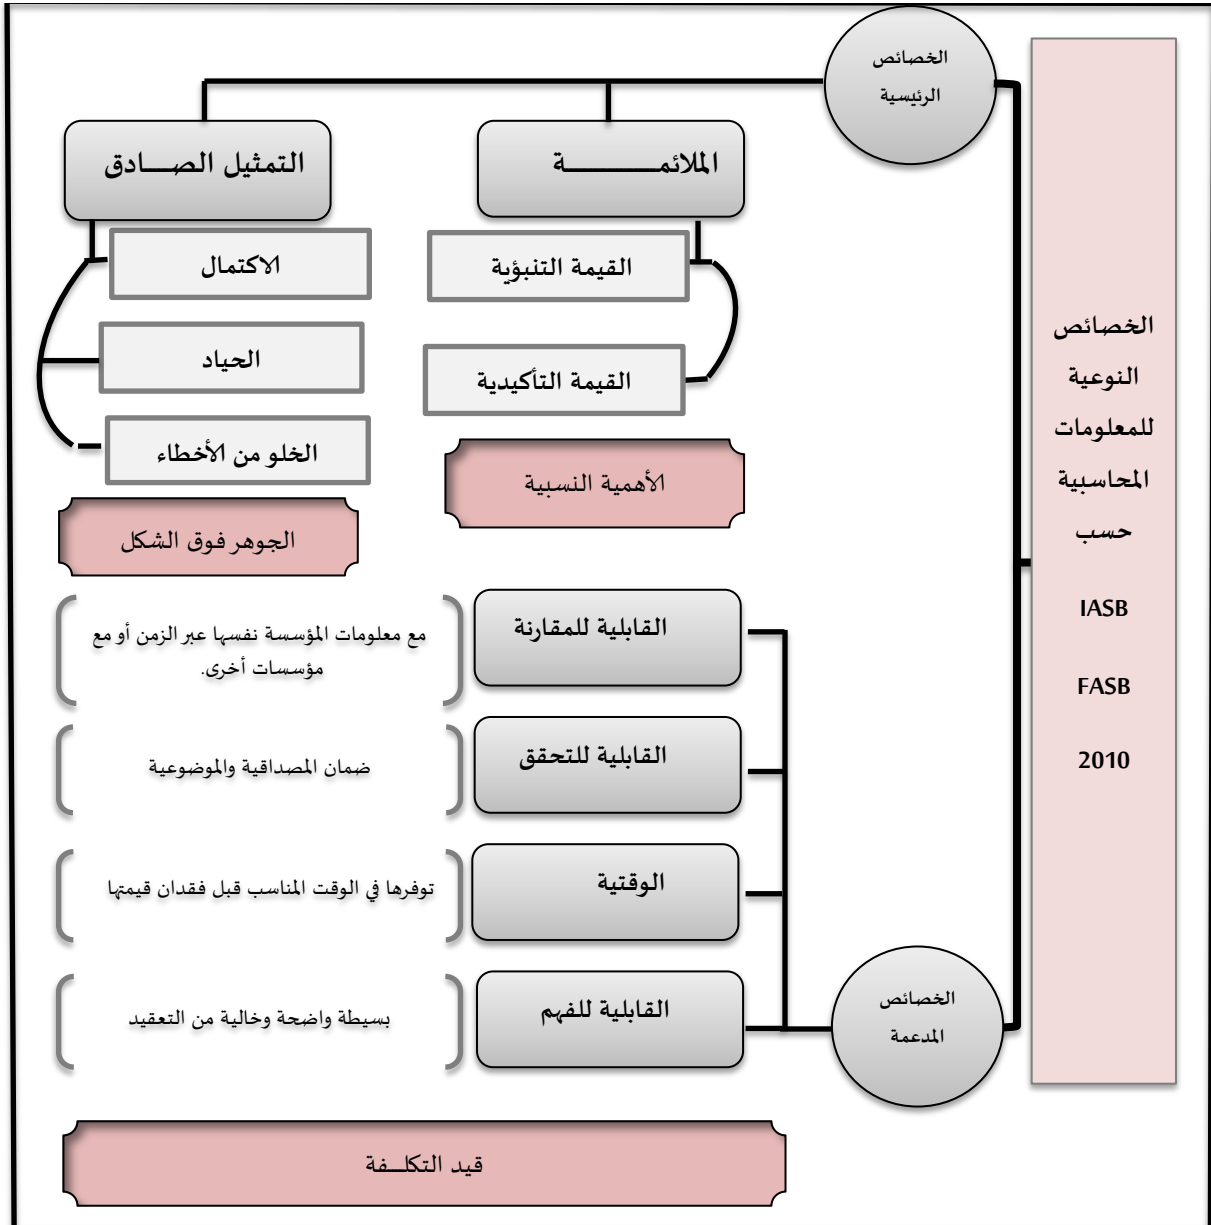 الخصائص
النوعية
للمعلومات
المحاسبية
حسب
IASB
FASB
2010
الخصائص
الرئيسية
الملائمـــــــــــة
القيمة التنبؤية
القيمة التأكيدية
الأهمية النسبية
التمثيل الصـــادق
الاكتمال
الحياد
الخلو من الأخطاء
الجوهر فوق الشكل
الخصائص
المدعمة
القابلية للمقارنة
مع معلومات المؤسسة نفسها عبر الزمن أو مع
مؤسسات أخرى.
القابلية للتحقق
ضمان المصداقية والموضوعية
الوقتية
توفرها في الوقت المناسب قبل فقدان قيمتها
القابلية للفهم
بسيطة واضحة وخالية من التعقيد
قيد التكلــفة